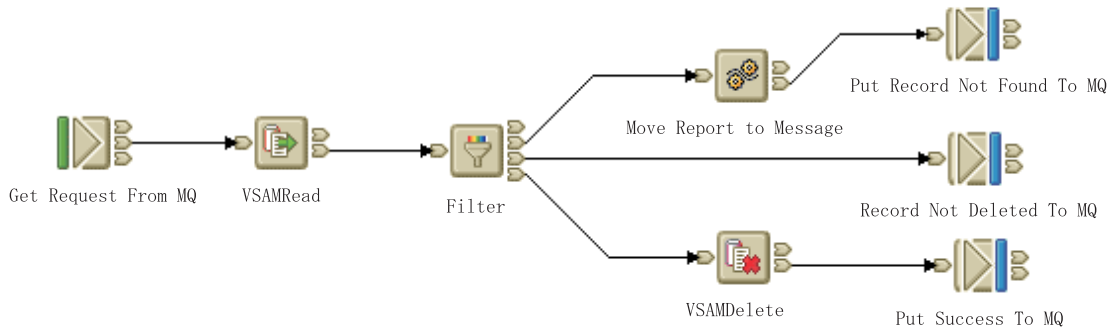 Put Record Not Found To MQ
Move Report to Message
Get Request From MQ
VSAMRead
Filter
Record Not Deleted To MQ
VSAMDelete
Put Success To MQ